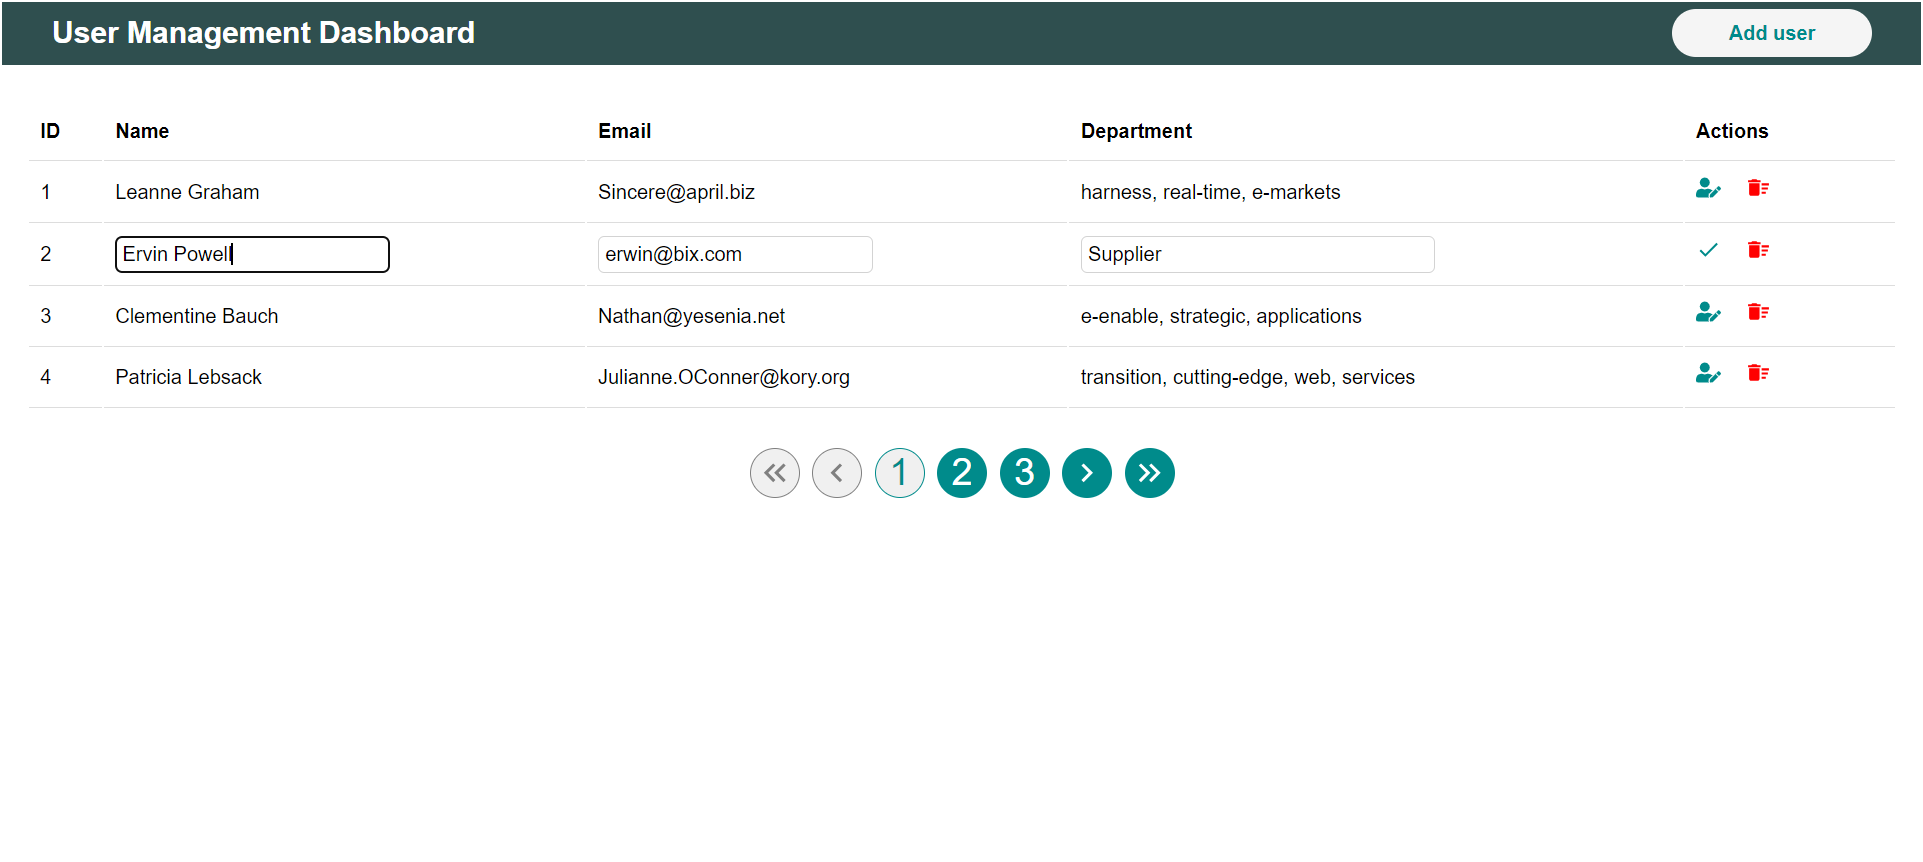 User Management Dashboard Add user
ID Name Email Department Actions
1 Leanne Graham Sincere@april.biz harness, real-time, e-markets
2 Ervin Powell erwin@bix.com Supplier
3 Clementine Bauch Nathan@yesenia.net e-enable, strategic, applications
4 Patricia Lebsack Julianne.OConner@kory.org transition, cutting-edge, web, services
1 2 3